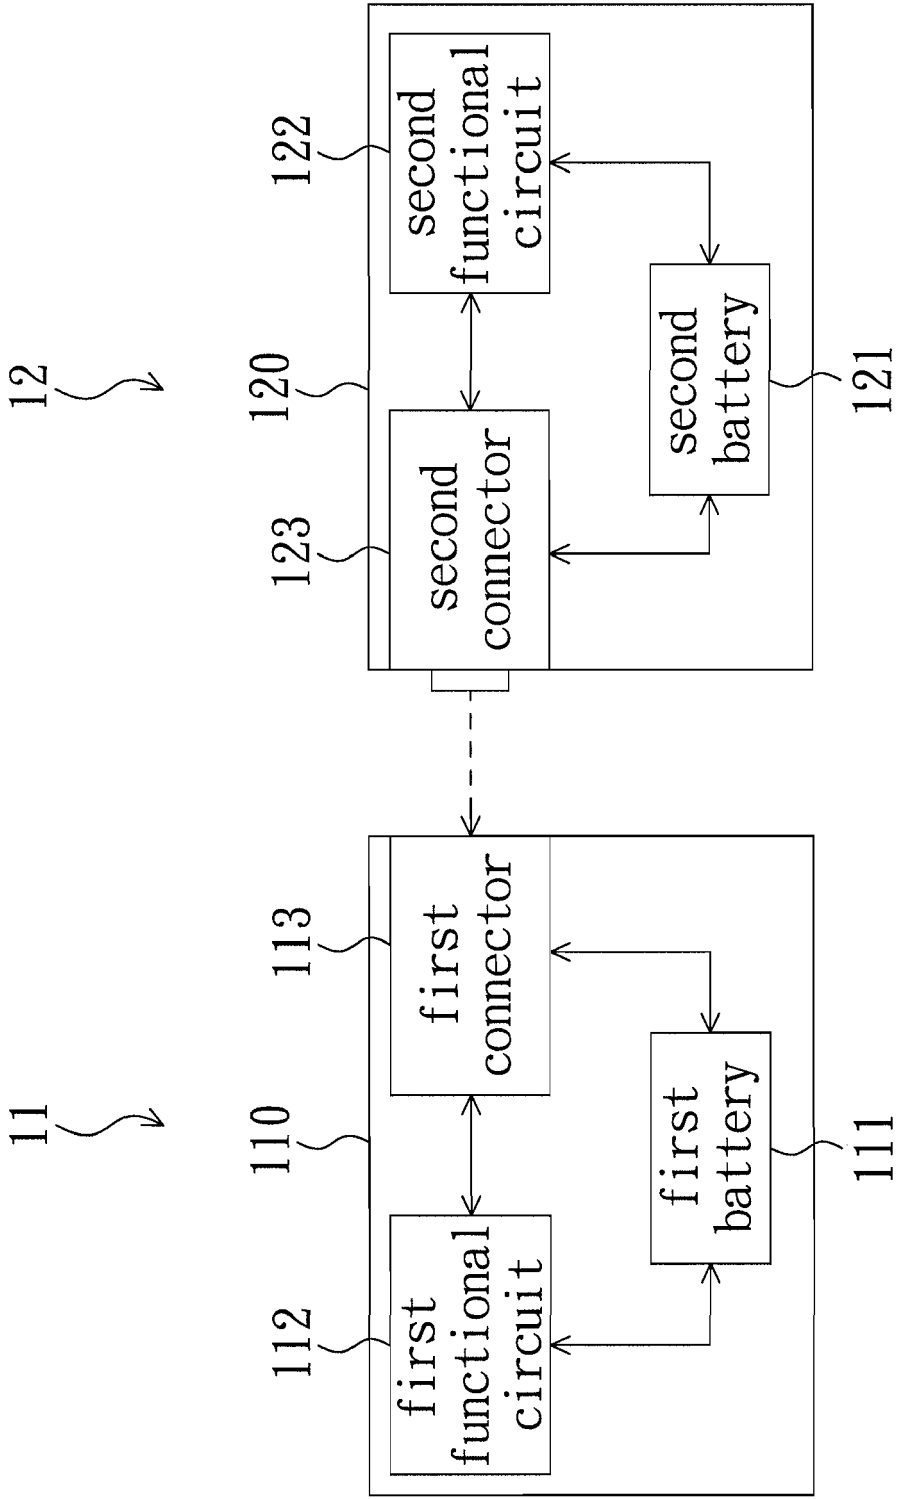 11
12
110
120
112
113
123
122
first
functional
circuit
first
connector
second
connector
second
functional
circuit
first
battery
second
battery
111
121